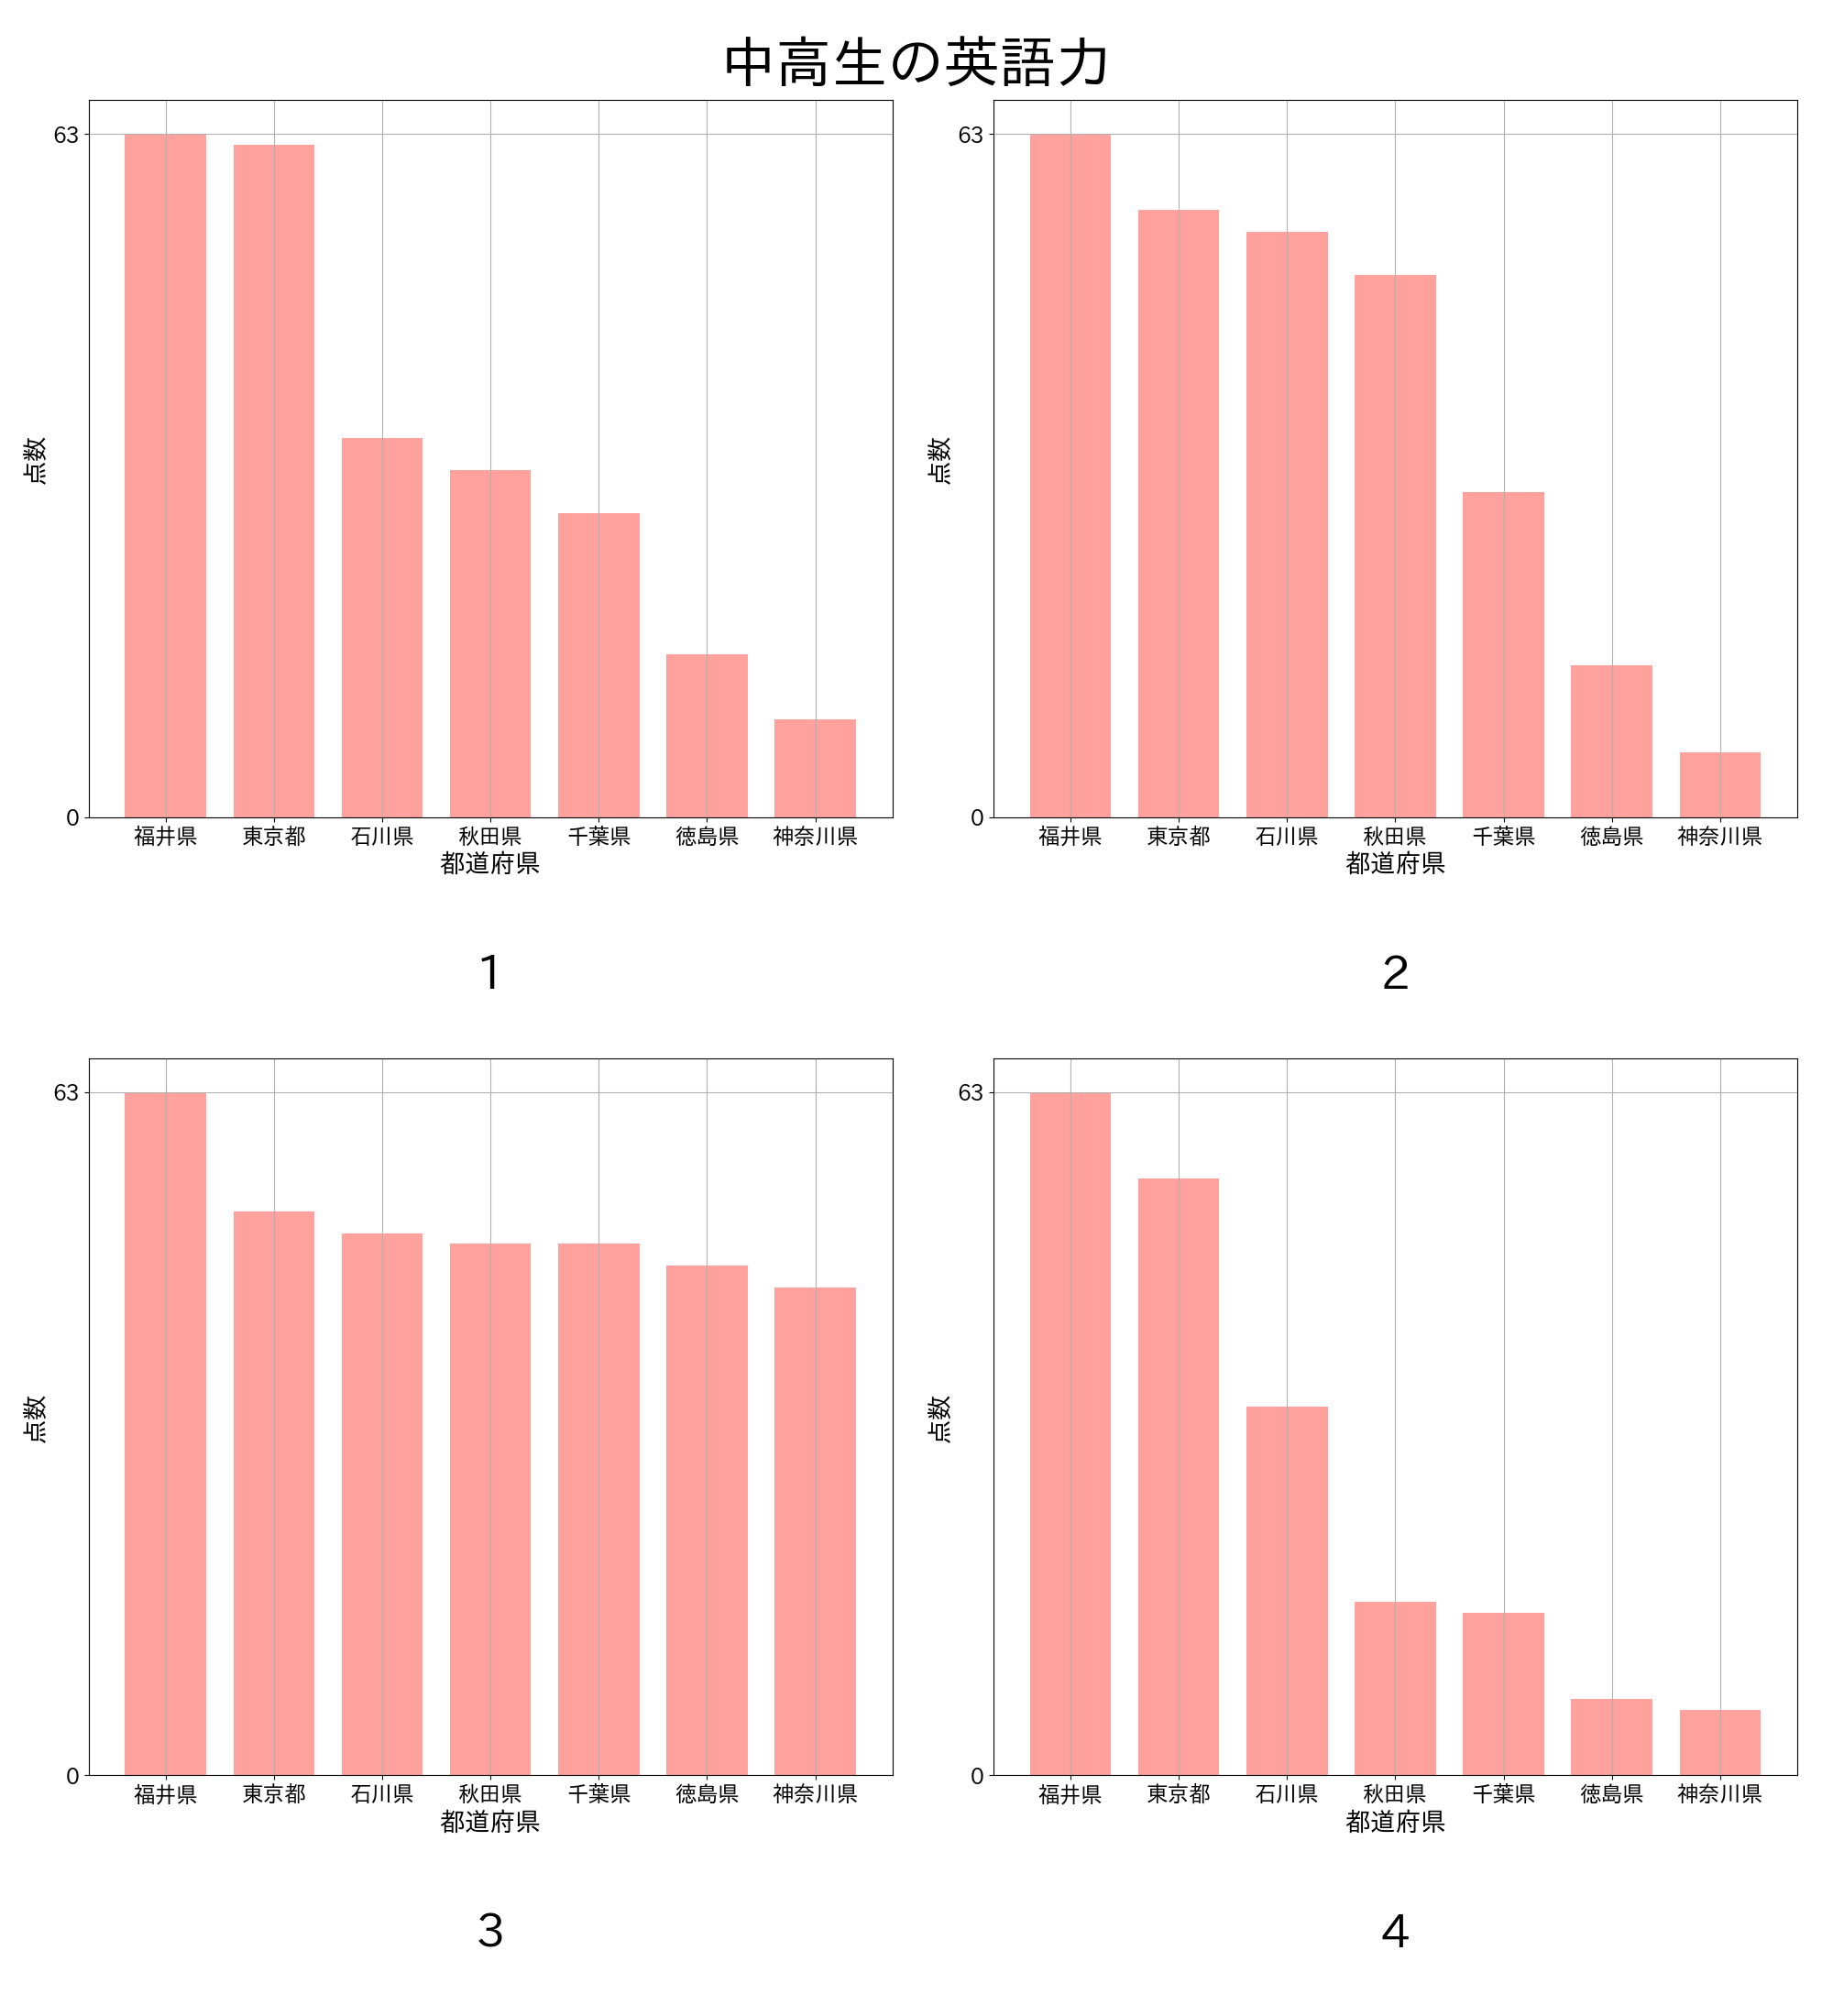 中高生の英語力
63
0
点数
福井県 東京都 石川県 秋田県 千葉県 徳島県 神奈川県
都道府県
1
63
0
点数
福井県 東京都 石川県 秋田県 千葉県 徳島県 神奈川県
都道府県
2
63
0
点数
福井県 東京都 石川県 秋田県 千葉県 徳島県 神奈川県
都道府県
3
63
0
点数
福井県 東京都 石川県 秋田県 千葉県 徳島県 神奈川県
都道府県
4